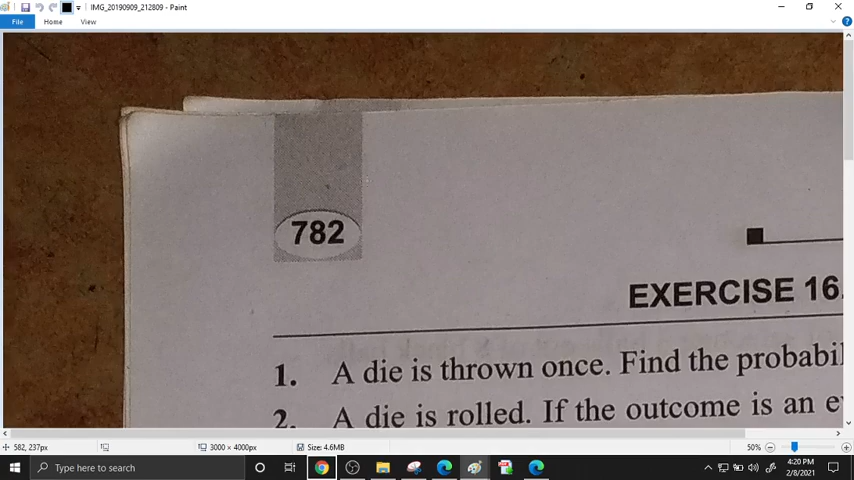 IMG_20190909_212809 - Paint
File Home View
782
EXERCISE 16.
1. A die is thrown once. Find the probabil
2. A die is rolled. If the outcome is an e
582, 237px
3000 × 4000px
Size: 4.6MB
50%
Type here to search
4:20 PM
2/8/2021